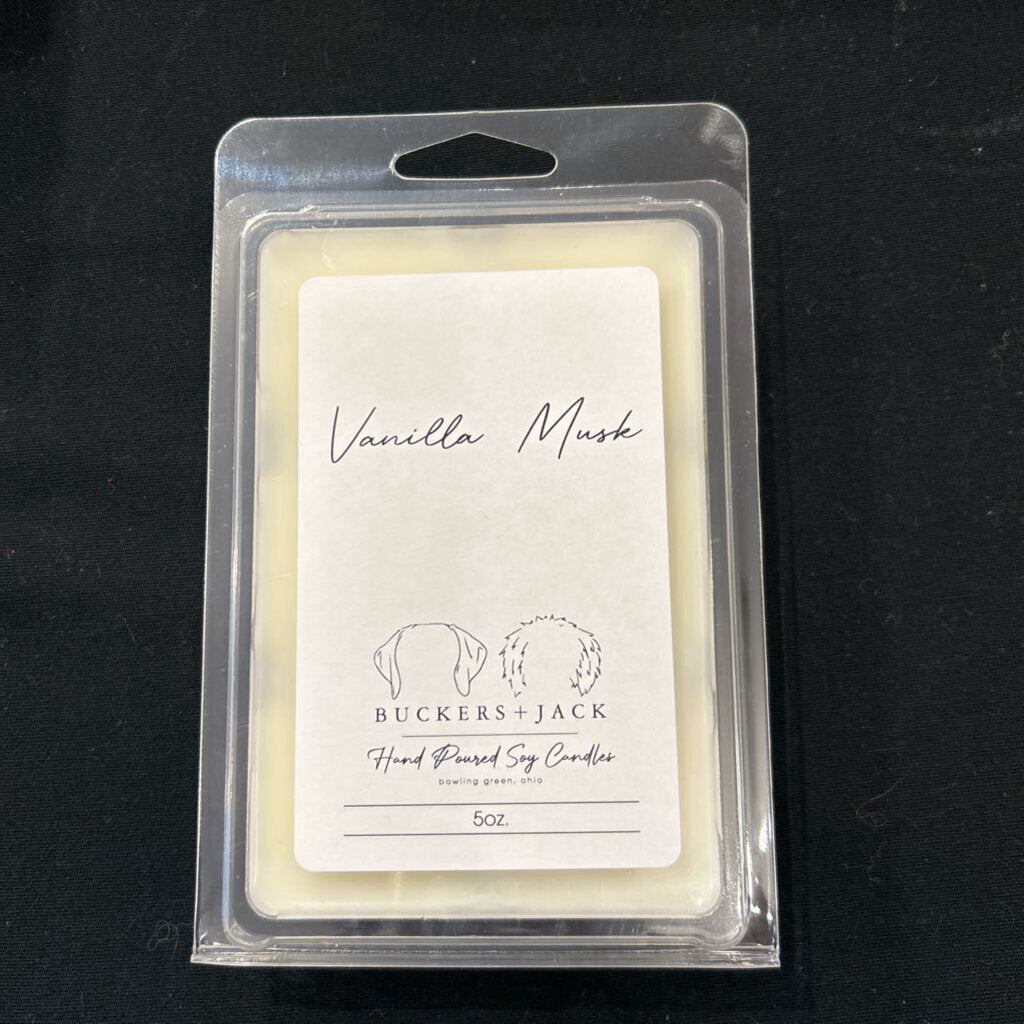 Vanilla Musk
BUCKERS+JACK
Hand Poured Soy Candles
bowling green, ohio
5oz.